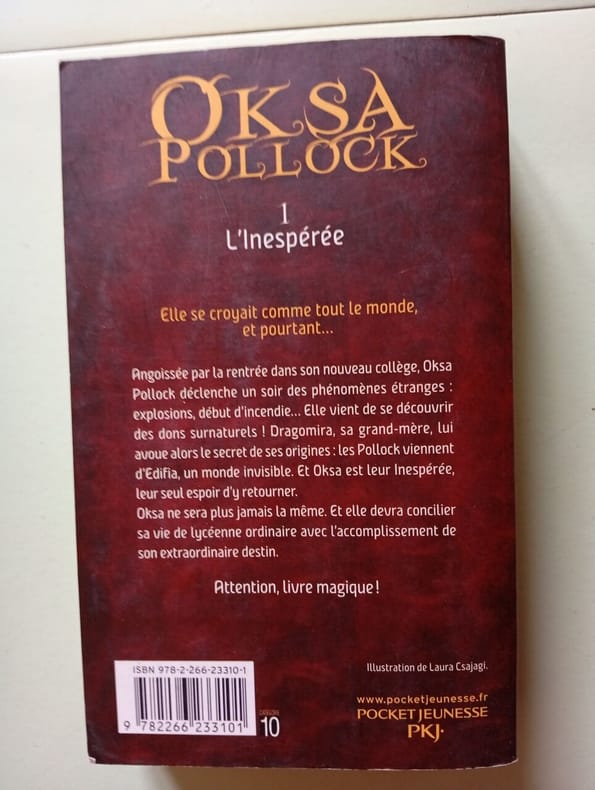 OKSA
POLLOCK
1
L'Inespérée
Elle se croyait comme tout le monde,
et pourtant...
Angoissée par la rentrée dans son nouveau collège, Oksa
Pollock déclenche un soir des phénomènes étranges :
explosions, début d'incendie... Elle vient de se découvrir
des dons surnaturels ! Dragomira, sa grand-mère, lui
avoue alors le secret de ses origines : les Pollock viennent
d'Edifia, un monde invisible. Et Oksa est leur Inespérée,
leur seul espoir d'y retourner.
Oksa ne sera plus jamais la même. Et elle devra concilier
sa vie de lycéenne ordinaire avec l'accomplissement de
son extraordinaire destin.
Attention, livre magique !
ISBN 978-2-266-23310-1
9 782266 233101
CATÉGORIE
10
Illustration de Laura Csajagi.
www.pocketjeunesse.fr
POCKET JEUNESSE
PKJ·